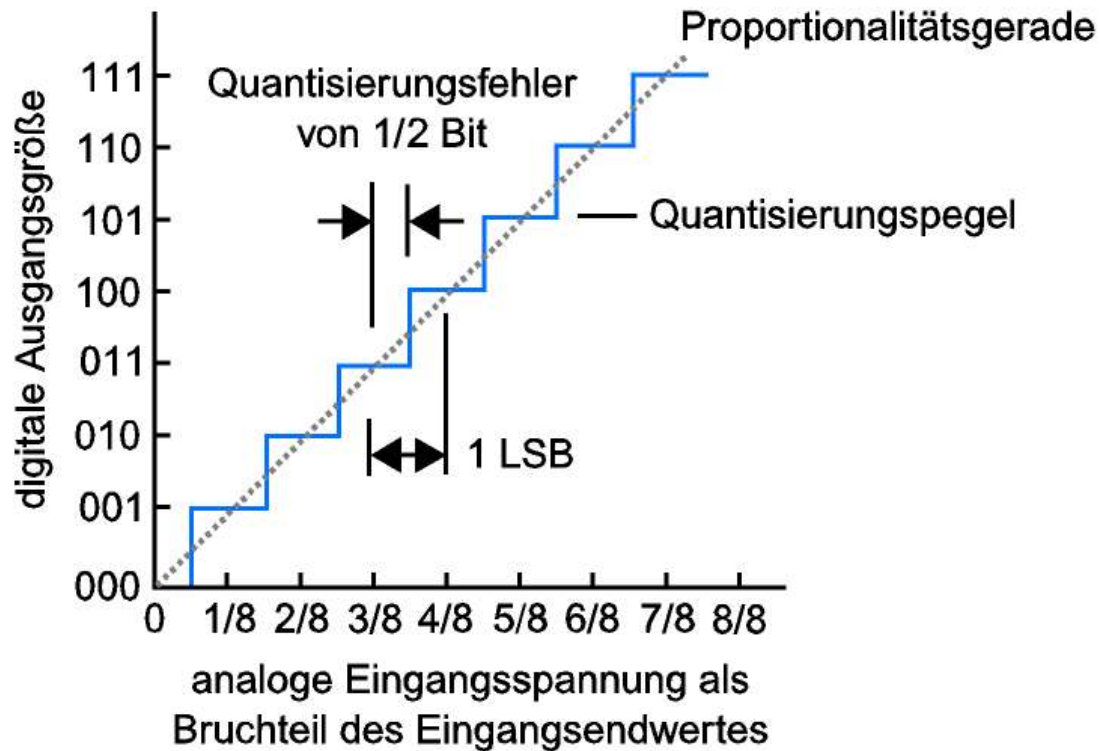 Proportionalitätsgerade
Quantisierungsfehler
von 1/2 Bit
Quantisierungspegel
1 LSB
digitale Ausgangsgröße
111
110
101
100
011
010
001
000
0 1/8 2/8 3/8 4/8 5/8 6/8 7/8 8/8
analoge Eingangsspannung als
Bruchteil des Eingangsendwertes